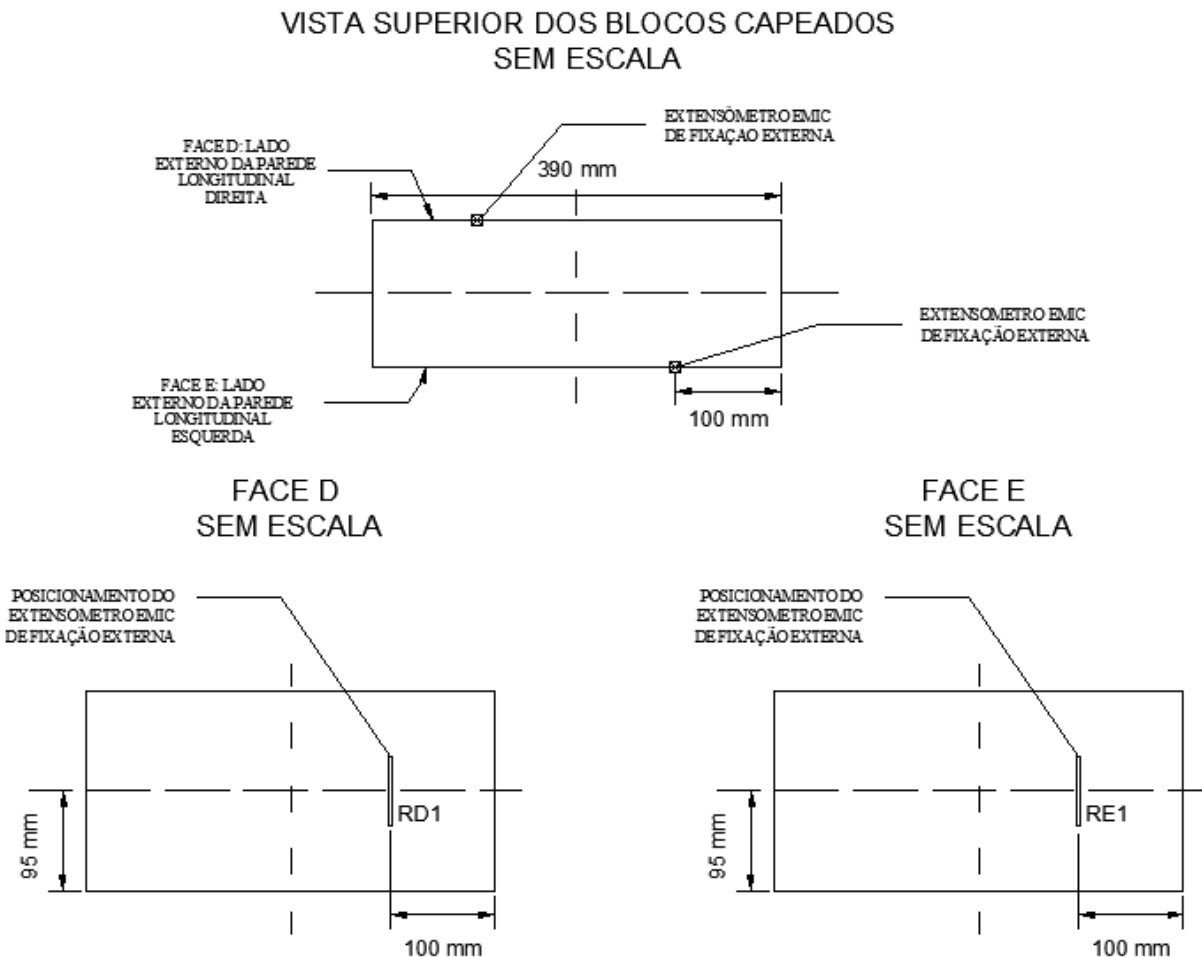 VISTA SUPERIOR DOS BLOCOS CAPEADOS
SEM ESCALA
EXTENSÔMETRO EMIC
DE FIXAÇAO EXTERNA
FACE D: LADO
EXTERNO DA PAREDE
LONGITUDINAL
DIREITA
390 mm
EXTENSOMETRO EMIC
DE FIXAÇÃO EXTERNA
FACE E: LADO
EXTERNO DA PAREDE
LONGITUDINAL
ESQUERDA
100 mm
FACE D
SEM ESCALA
POSICIONAMENTO DO
EXTENSOMETRO EMIC
DE FIXAÇÃO EXTERNA
RD1
95 mm
100 mm
FACE E
SEM ESCALA
POSICIONAMENTO DO
EXTENSOMETRO EMIC
DE FIXAÇÃO EXTERNA
RE1
95 mm
100 mm